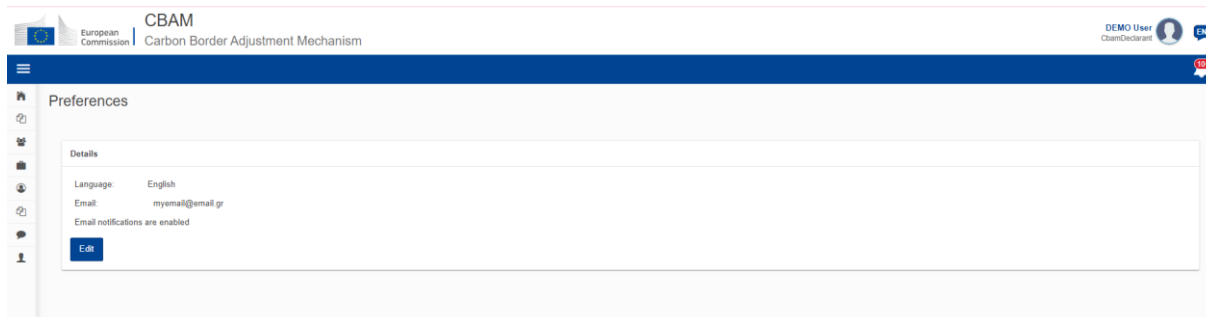 European
Commission
CBAM
Carbon Border Adjustment Mechanism
DEMO User
CbamDeclarant
EN
Preferences
Details
Language: English
Email: myemail@email.gr
Email notifications are enabled
Edit